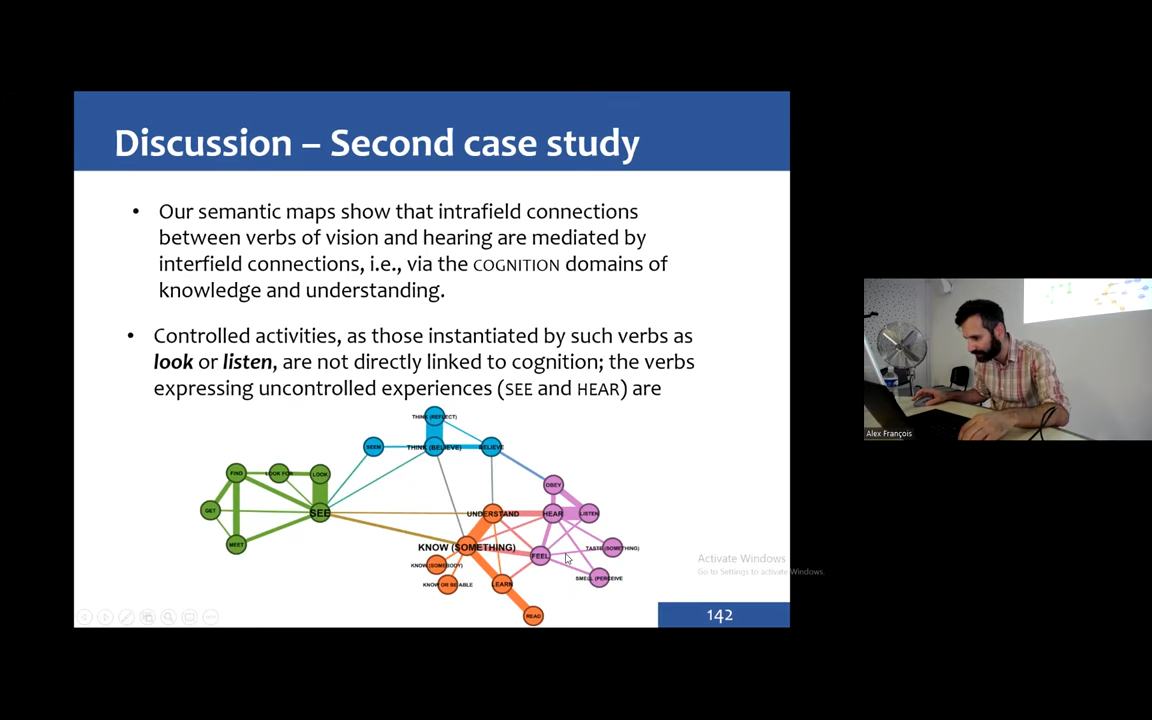 Discussion – Second case study
• Our semantic maps show that intrafield connections
between verbs of vision and hearing are mediated by
interfield connections, i.e., via the COGNITION domains of
knowledge and understanding.
• Controlled activities, as those instantiated by such verbs as
look or listen, are not directly linked to cognition; the verbs
expressing uncontrolled experiences (SEE and HEAR) are
THINK (REFLECT)
SEEM
THINK (BELIEVE)
BELIEVE
FIND
LOOK FOR
LOOK
OBEY
GET
SEE
UNDERSTAND
HEAR
LISTEN
MEET
KNOW (SOMETHING)
FEEL
TASTE (SOMETHING)
KNOW (SOMEBODY)
KNOW OR BE ABLE
LEARN
SMELL (PERCEIVE
READ
Activate Windows
Go to Settings to activate Windows.
142
Alex François